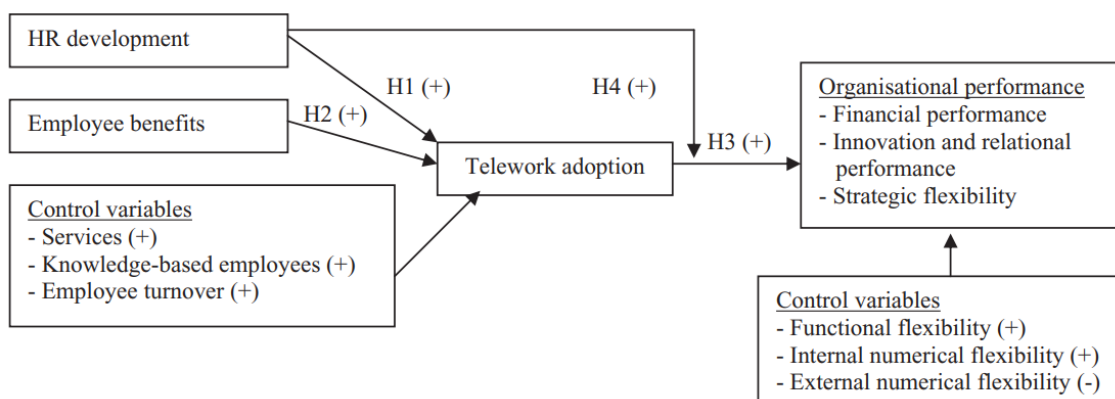 HR development
H1 (+)
H4 (+)
Employee benefits
H2 (+)
Telework adoption
H3 (+)
Organisational performance
- Financial performance
- Innovation and relational
performance
- Strategic flexibility
Control variables
- Services (+)
- Knowledge-based employees (+)
- Employee turnover (+)
Control variables
- Functional flexibility (+)
- Internal numerical flexibility (+)
- External numerical flexibility (-)